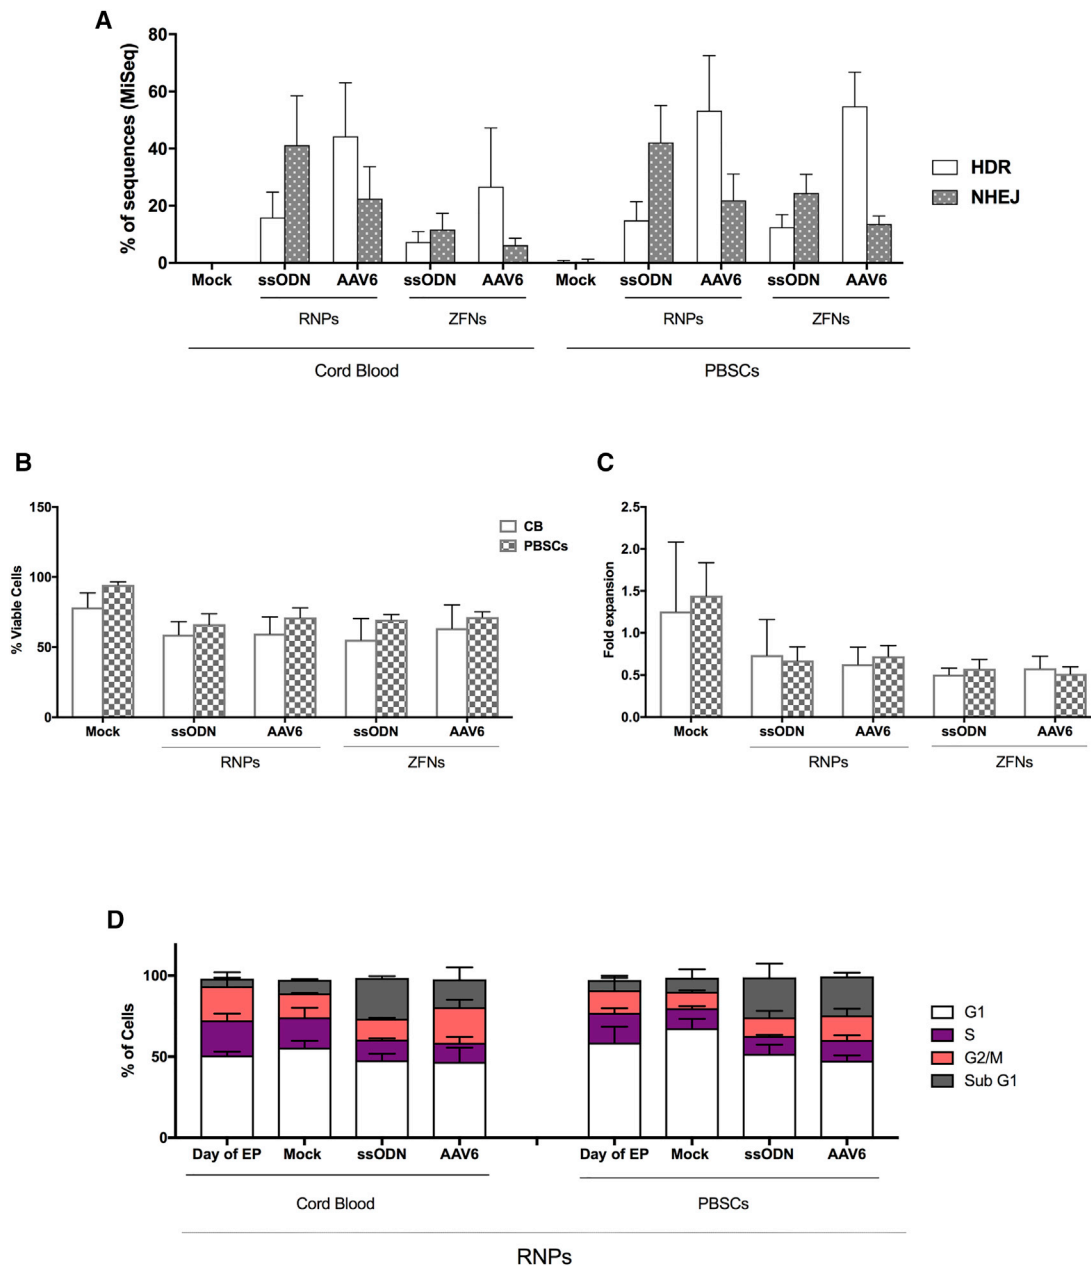 A
% of sequences (MiSeq)
80
60
40
20
0
Mock ssODN AAV6 ssODN AAV6 Mock ssODN AAV6 ssODN AAV6
RNPs ZFNs RNPs ZFNs
Cord Blood PBSCs
HDR
NHEJ
B
% Viable Cells
150
100
50
0
Mock ssODN AAV6 ssODN AAV6
RNPs ZFNs
CB
PBSCs
C
Fold expansion
2.5
2.0
1.5
1.0
0.5
0.0
Mock ssODN AAV6 ssODN AAV6
RNPs ZFNs
D
% of Cells
100
50
0
Day of EP Mock ssODN AAV6 Day of EP Mock ssODN AAV6
Cord Blood PBSCs
RNPs
G1
S
G2/M
Sub G1